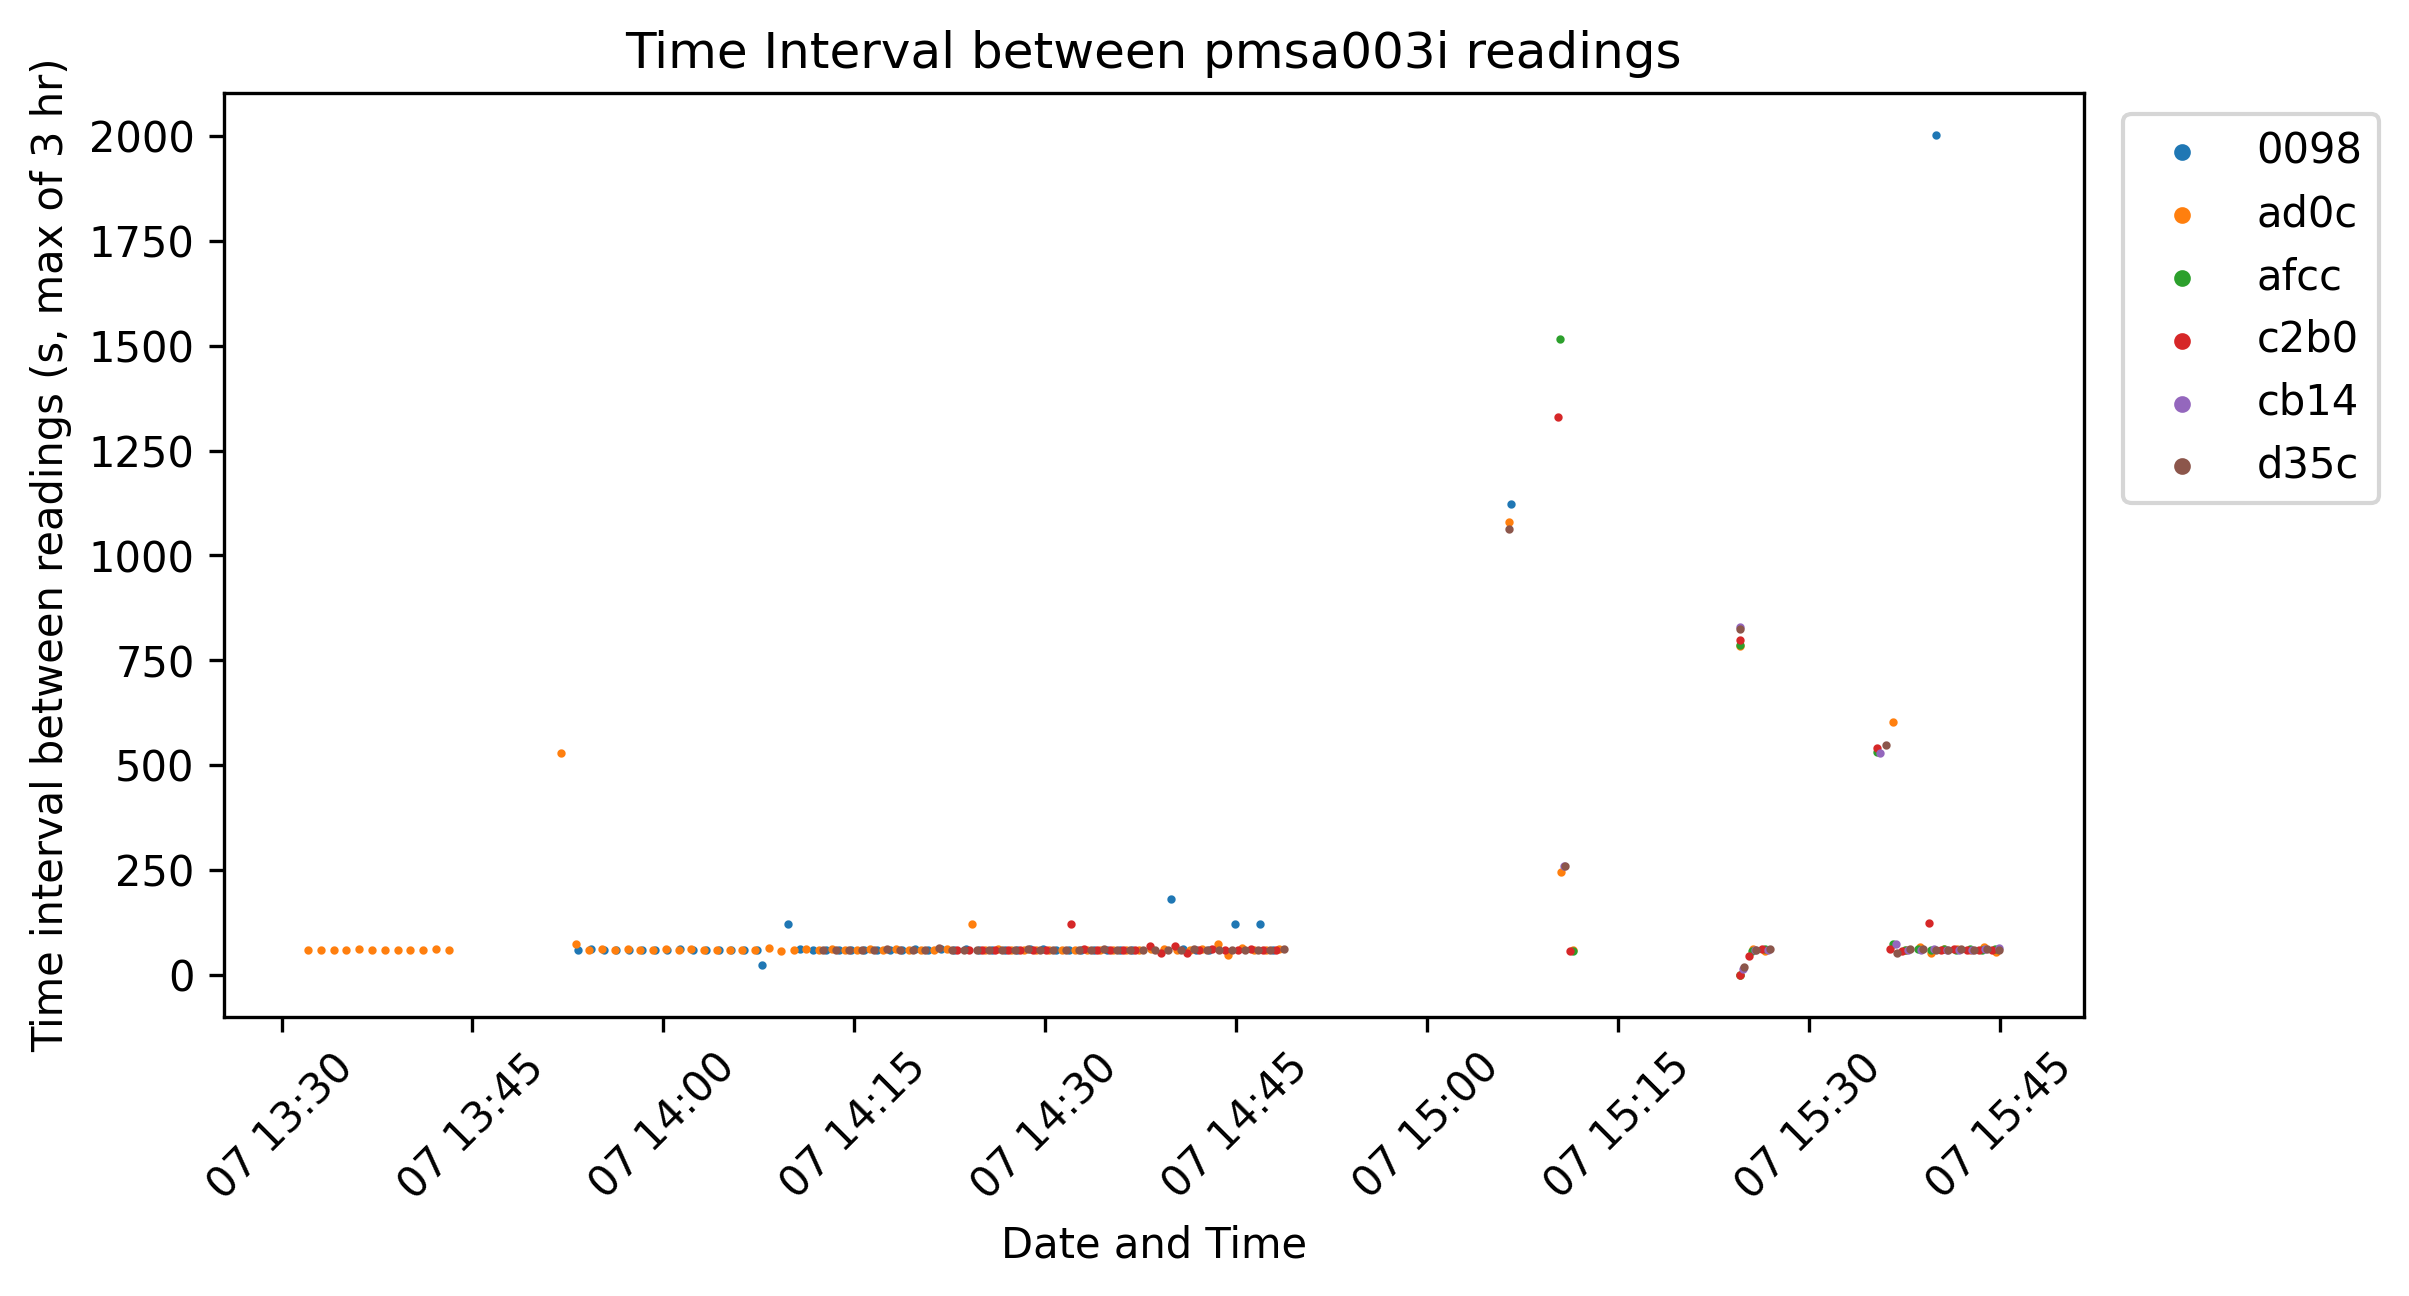 Time Interval between pmsa003i readings
Time interval between readings (s, max of 3 hr)
2000
1750
1500
1250
1000
750
500
250
0
07 13:30
07 13:45
07 14:00
07 14:15
07 14:30
07 14:45
07 15:00
07 15:15
07 15:30
07 15:45
Date and Time
0098
ad0c
afcc
c2b0
cb14
d35c